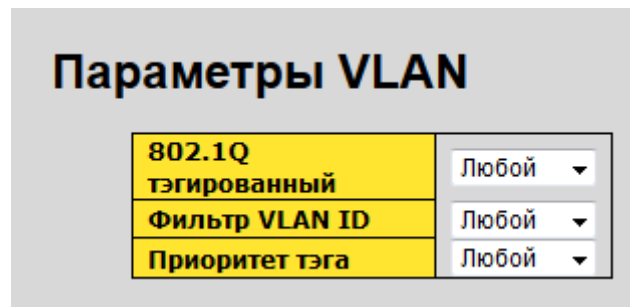 Параметры VLAN
802.1Q
тэгированный
Любой
Фильтр VLAN ID
Любой
Приоритет тэга
Любой